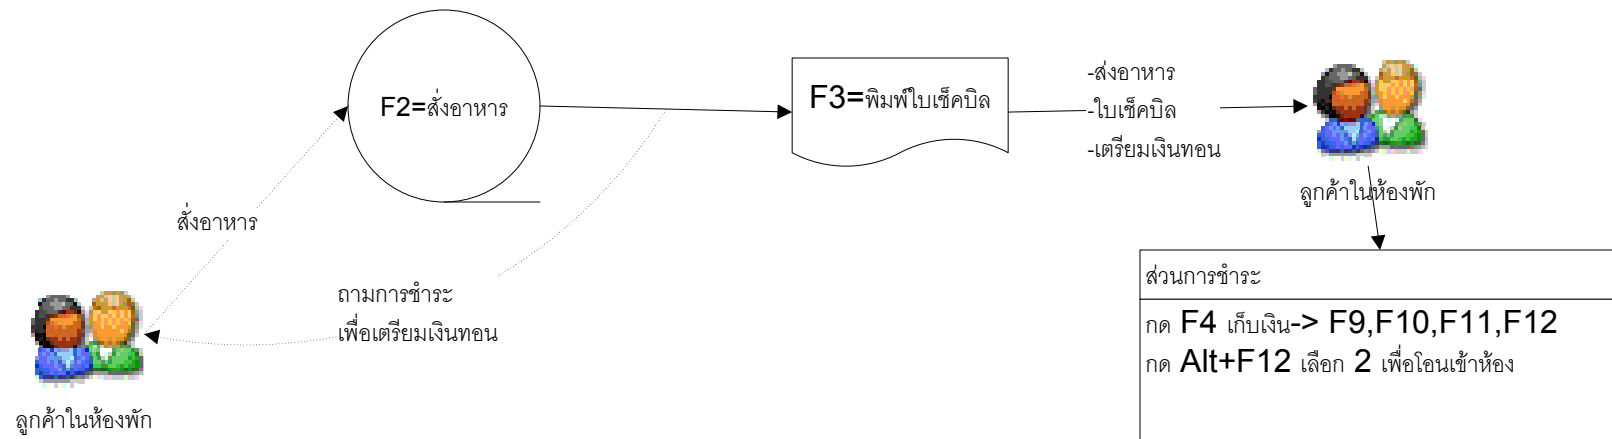 ลูกค้าในห้องพัก
สั่งอาหาร
F2=สั่งอาหาร
ถามการชำระ
เพื่อเตรียมเงินทอน
F3=พิมพ์ใบเช็คบิล
-ส่งอาหาร
-ใบเช็คบิล
-เตรียมเงินทอน
ลูกค้าในห้องพัก
ส่วนการชำระ
กด F4 เก็บเงิน-> F9,F10,F11,F12
กด Alt+F12 เลือก 2 เพื่อโอนเข้าห้อง